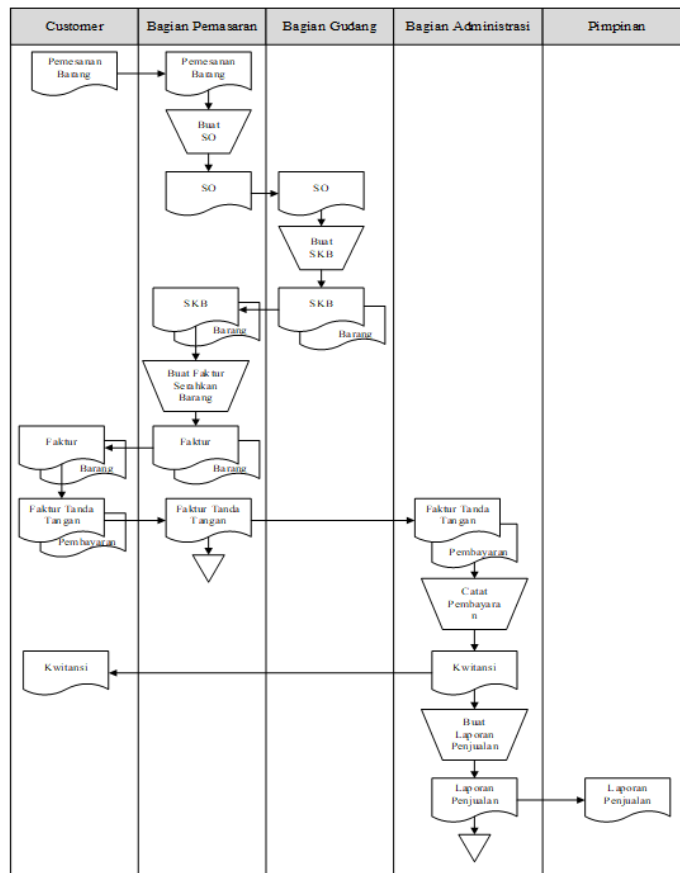 Customer
Bagian Pemasaran
Bagian Gudang
Bagian Administrasi
Pimpinan
Pemesanan
Barang
Pemesanan
Barang
Buat
SO
SO
SO
Buat
SKB
SKB
Barang
SKB
Barang
Buat Faktur
Serahkan
Barang
Faktur
Barang
Faktur
Barang
Faktur Tanda
Tangan
Pembayaran
Faktur Tanda
Tangan
Faktur Tanda
Tangan
Pembayaran
Catat
Pembayara
n
Kwitansi
Kwitansi
Buat
Laporan
Penjualan
Laporan
Penjualan
Laporan
Penjualan